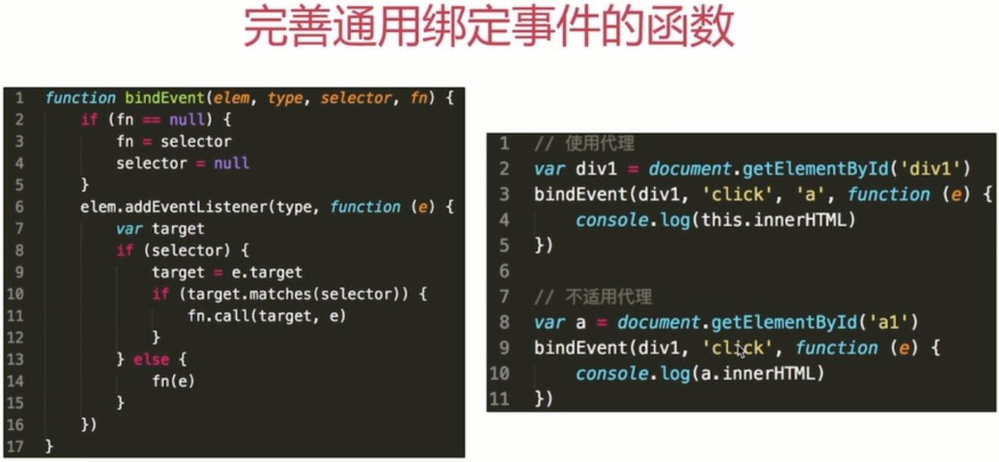 完善通用绑定事件的函数
1 function bindEvent(elem, type, selector, fn) {
2     if (fn == null) {
3         fn = selector
4         selector = null
5     }
6     elem.addEventListener(type, function (e) {
7         var target
8         if (selector) {
9             target = e.target
10             if (target.matches(selector)) {
11                 fn.call(target, e)
12             }
13         } else {
14             fn(e)
15         }
16     })
17 }
1 // 使用代理
2 var div1 = document.getElementById('div1')
3 bindEvent(div1, 'click', 'a', function (e) {
4     console.log(this.innerHTML)
5 })
6
7 // 不适用代理
8 var a = document.getElementById('a1')
9 bindEvent(div1, 'click', function (e) {
10     console.log(a.innerHTML)
11 })